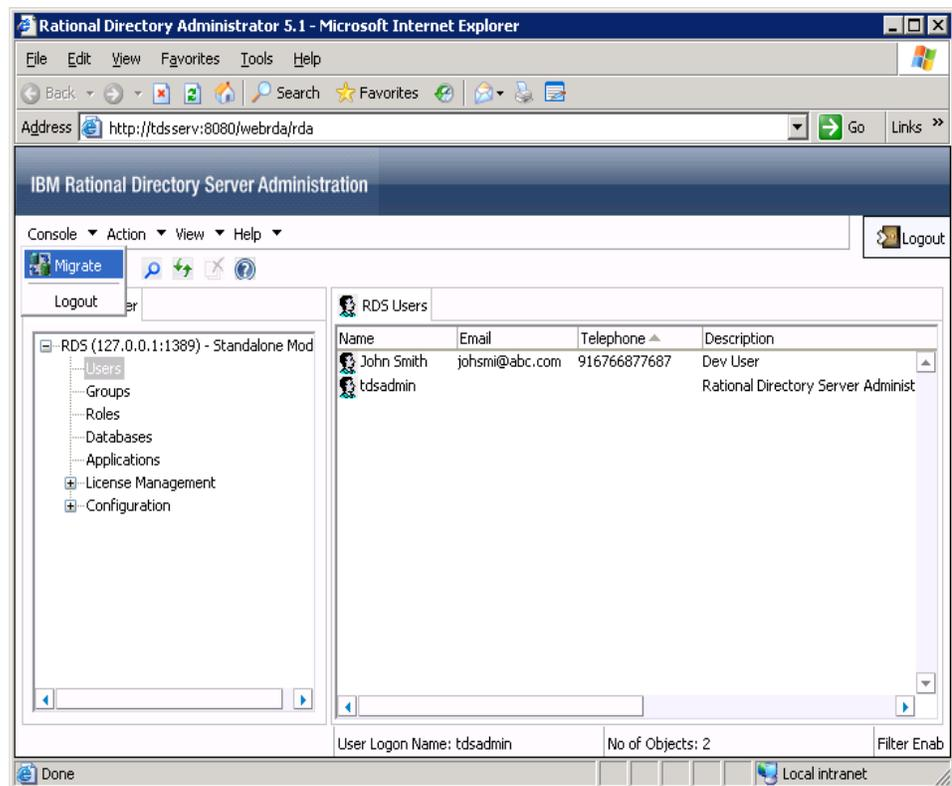 Rational Directory Administrator 5.1 - Microsoft Internet Explorer
File Edit View Favorites Tools Help
Back Search Favorites
Address http://tdsserv:8080/webrda/rda Go Links »
IBM Rational Directory Server Administration
Console Action View Help
Logout
Migrate
Logout
er
RDS Users
RDS (127.0.0.1:1389) - Standalone Mod
Users
Groups
Roles
Databases
Applications
License Management
Configuration
Name Email Telephone Description
John Smith johsmi@abc.com 916766877687 Dev User
tdsadmin Rational Directory Server Administ
User Logon Name: tdsadmin No of Objects: 2 Filter Enab
Done Local intranet